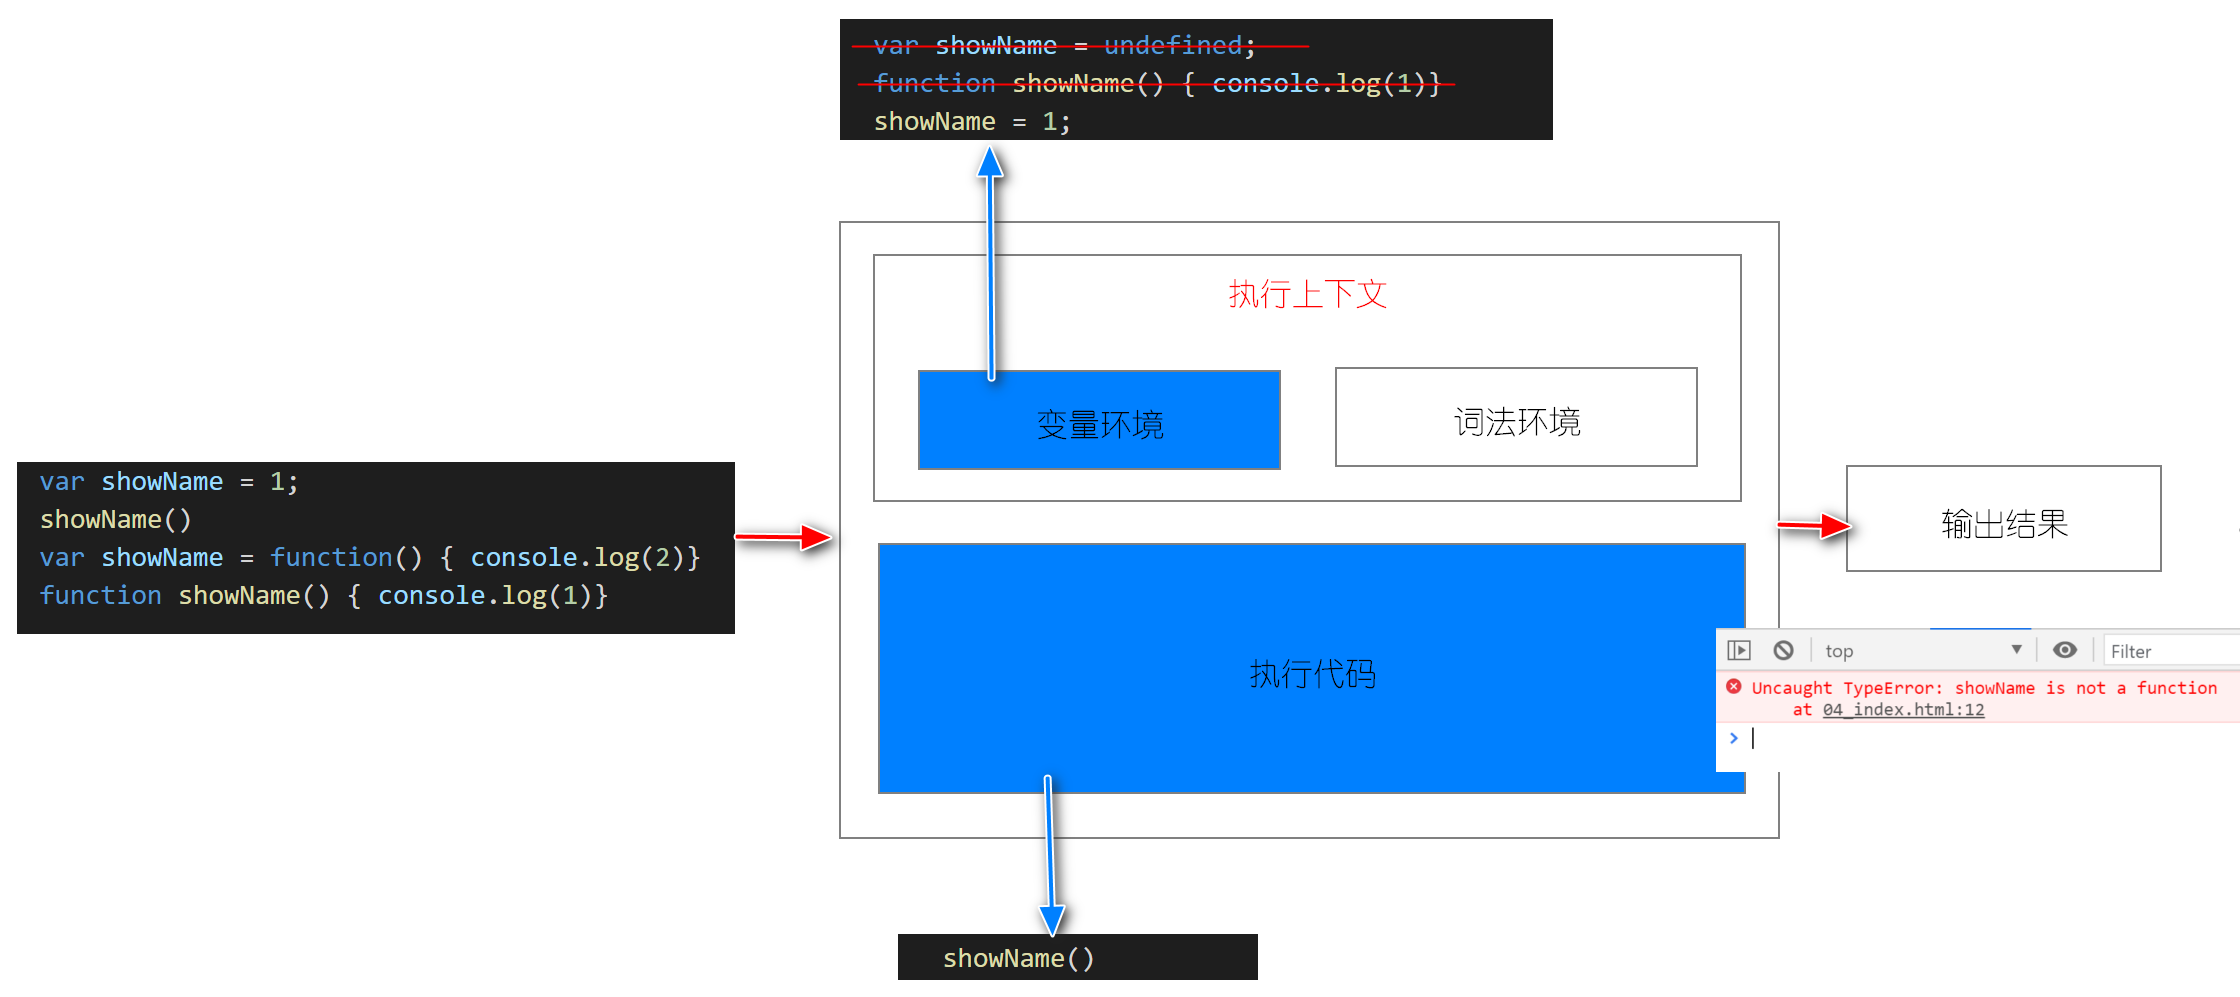 var showName = undefined;
function showName() { console.log(1)}
showName = 1;
执行上下文
变量环境
词法环境
var showName = 1;
showName()
var showName = function() { console.log(2)}
function showName() { console.log(1)}
输出结果
执行代码
top
Filter
Uncaught TypeError: showName is not a function
at 04_index.html:12
showName()